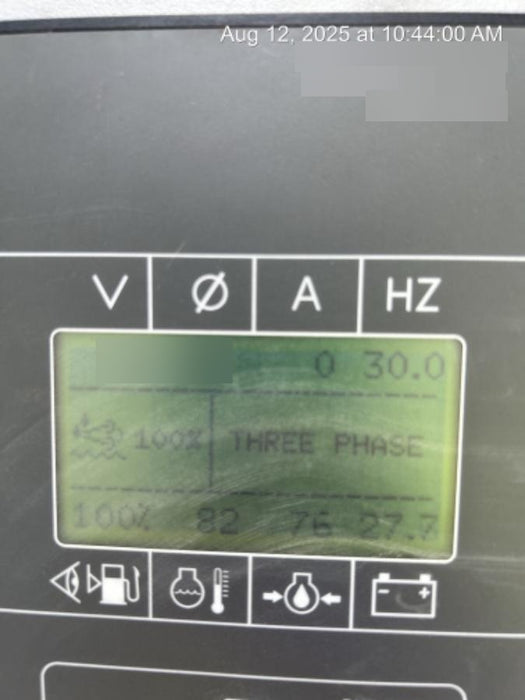 Aug 12, 2025 at 10:44:00 AM
V Ø A HZ
0 30.0
100% THREE PHASE
100% 82 76 27.7